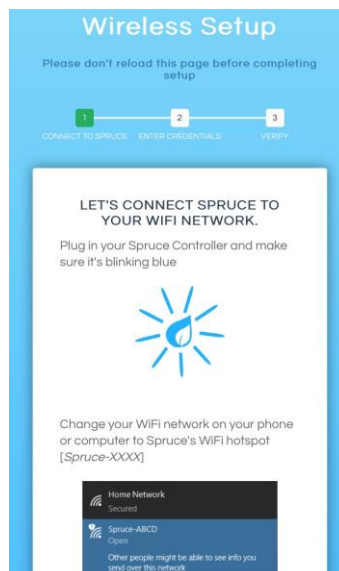 Wireless Setup
Please don't reload this page before completing
setup
1
2
3
CONNECT TO SPRUCE
ENTER CREDENTIALS
VERIFY
LET'S CONNECT SPRUCE TO
YOUR WIFI NETWORK.
Plug in your Spruce Controller and make
sure it's blinking blue
Change your WiFi network on your phone
or computer to Spruce's WiFi hotspot
[Spruce-XXXX]
Home Network
Secured
Spruce-ABCD
Open
Other people might be able to see info you
send over this network